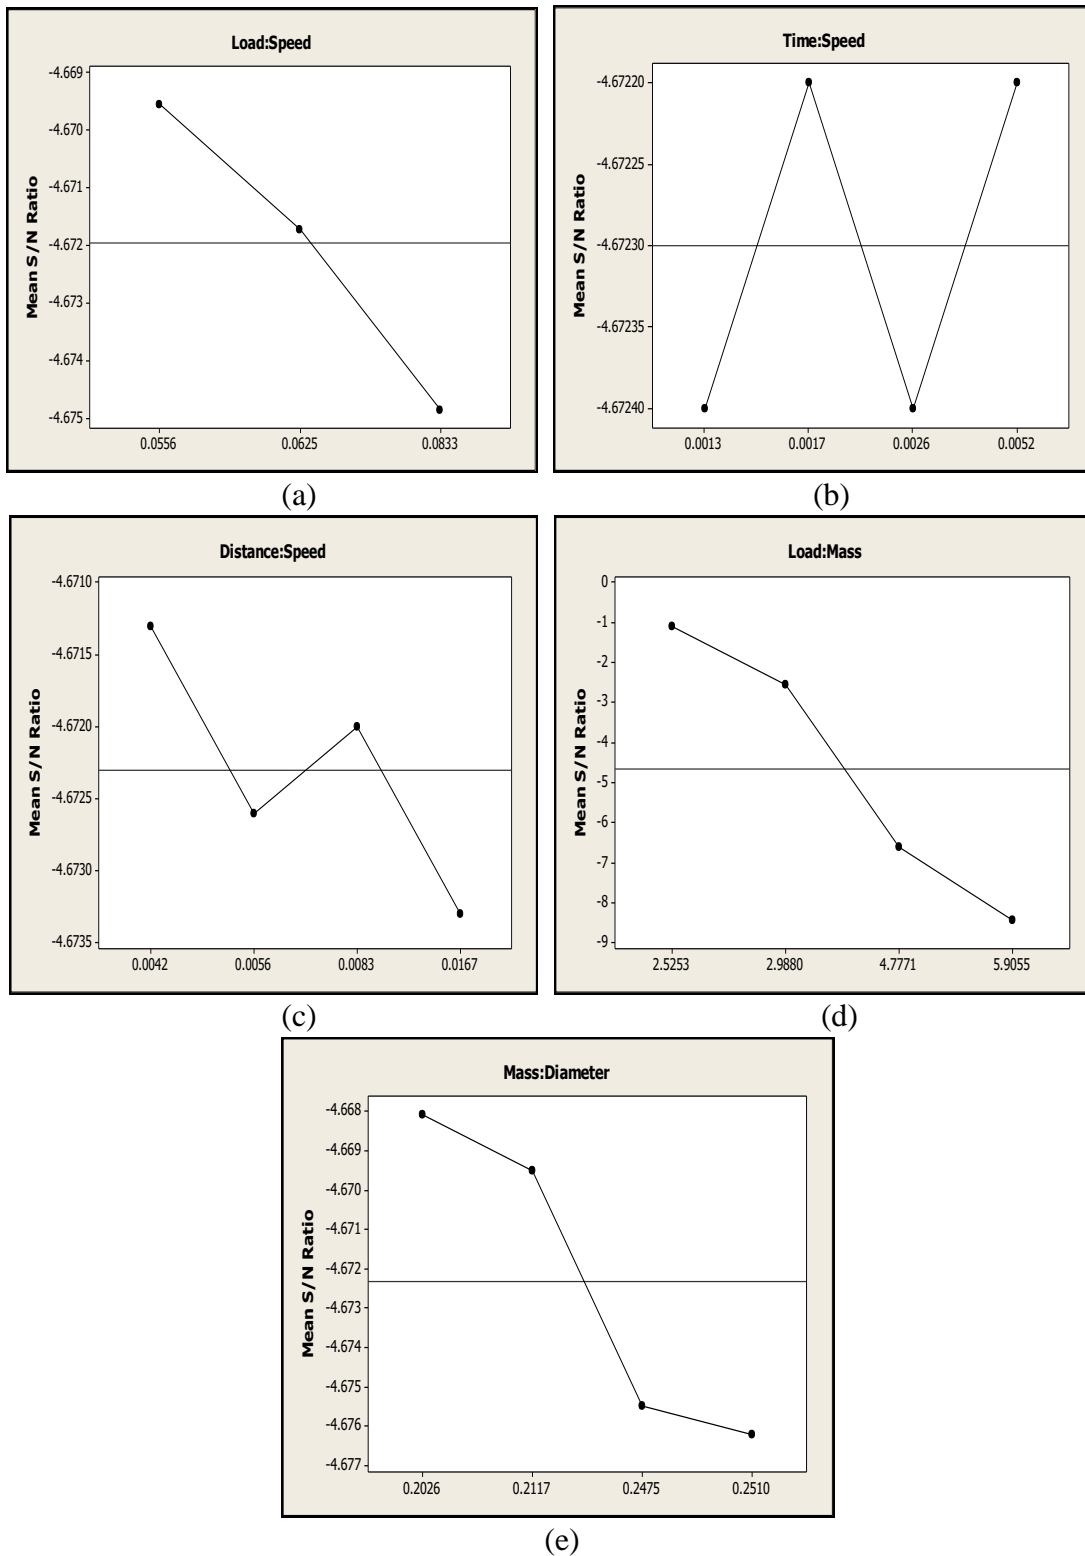 Load:Speed
Mean S/N Ratio
-4.669
-4.670
-4.671
-4.672
-4.673
-4.674
-4.675
0.0556 0.0625 0.0833
(a)
Time:Speed
Mean S/N Ratio
-4.67220
-4.67225
-4.67230
-4.67235
-4.67240
0.0013 0.0017 0.0026 0.0052
(b)
Distance:Speed
Mean S/N Ratio
-4.6710
-4.6715
-4.6720
-4.6725
-4.6730
-4.6735
0.0042 0.0056 0.0083 0.0167
(c)
Load:Mass
Mean S/N Ratio
0
-1
-2
-3
-4
-5
-6
-7
-8
-9
2.5253 2.9880 4.7771 5.9055
(d)
Mass:Diameter
Mean S/N Ratio
-4.668
-4.669
-4.670
-4.671
-4.672
-4.673
-4.674
-4.675
-4.676
-4.677
0.2026 0.2117 0.2475 0.2510
(e)